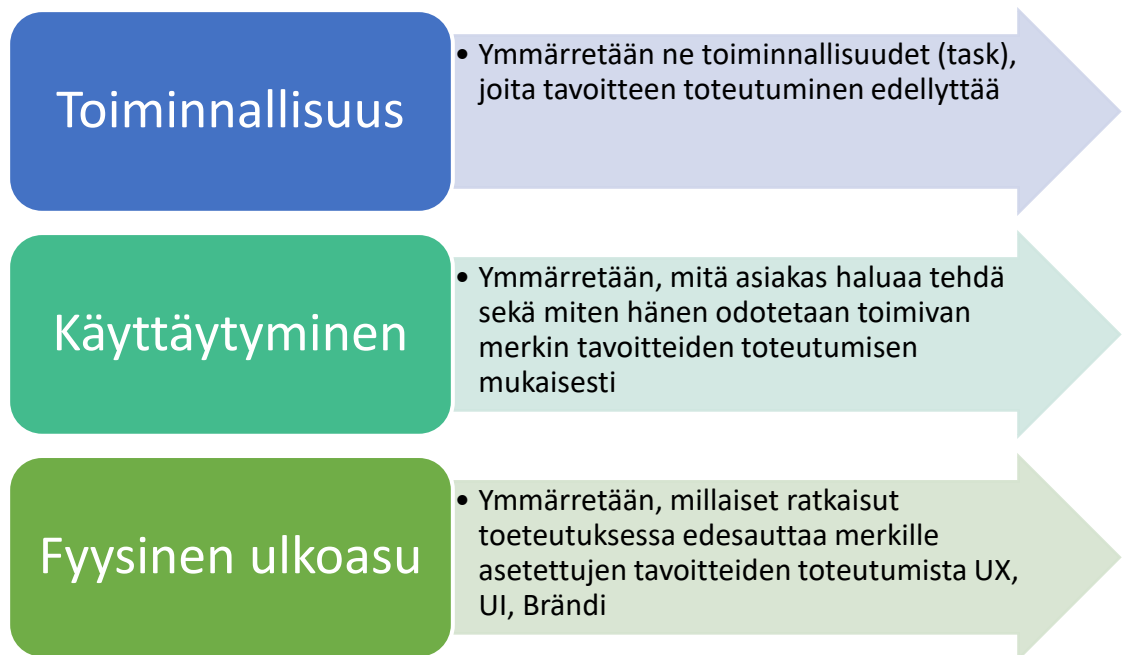 Toiminnallisuus
• Ymmärretään ne toiminnallisuudet (task),
joita tavoitteen toteutuminen edellyttää
Käyttäytyminen
• Ymmärretään, mitä asiakas haluaa tehdä
sekä miten hänen odotetaan toimivan
merkin tavoitteiden toteutumisen
mukaisesti
Fyysinen ulkoasu
• Ymmärretään, millaiset ratkaisut
toeteutuksessa edesauttaa merkille
asetettujen tavoitteiden toteutumista UX,
UI, Brändi